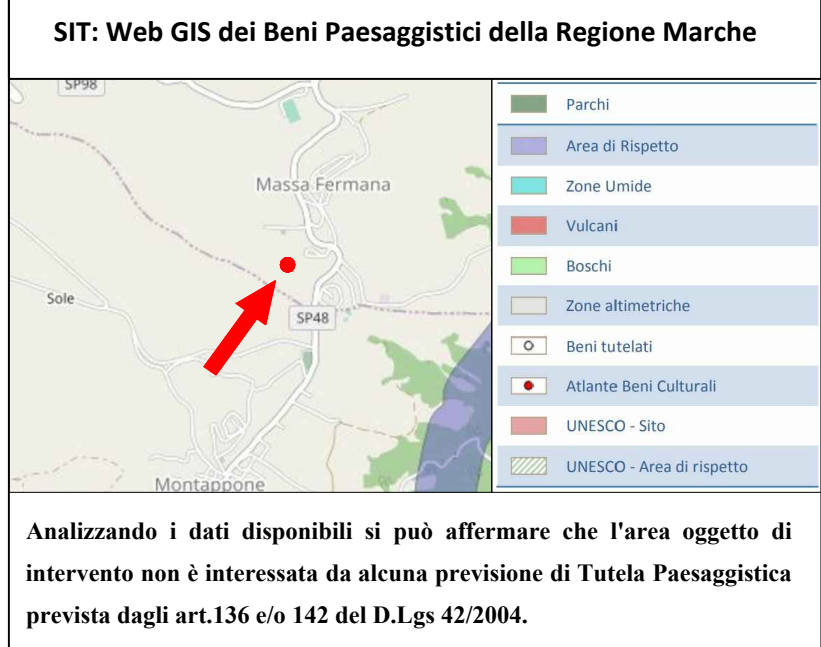 SIT: Web GIS dei Beni Paesaggistici della Regione Marche
SP98
Massa Fermana
Sole
SP48
Montappone
Parchi
Area di Rispetto
Zone Umide
Vulcani
Boschi
Zone altimetriche
Beni tutelati
Atlante Beni Culturali
UNESCO - Sito
UNESCO - Area di rispetto
Analizzando i dati disponibili si può affermare che l'area oggetto di
intervento non è interessata da alcuna previsione di Tutela Paesaggistica
prevista dagli art.136 e/o 142 del D.Lgs 42/2004.